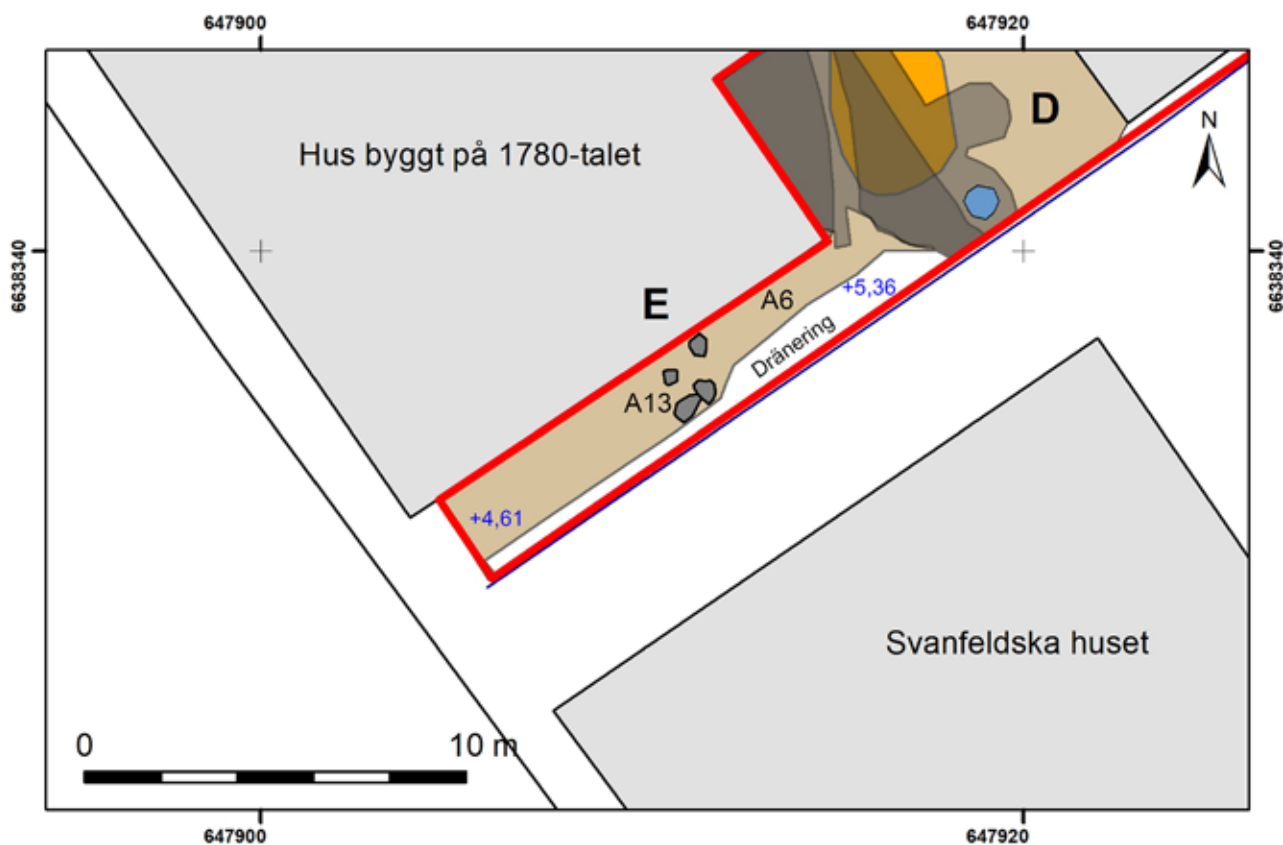 647900
647920
Hus byggt på 1780-talet
D
N
6638340
6638340
E
A6
+5,36
Dränering
A13
+4,61
Svanfeldska huset
0
10 m
647900
647920